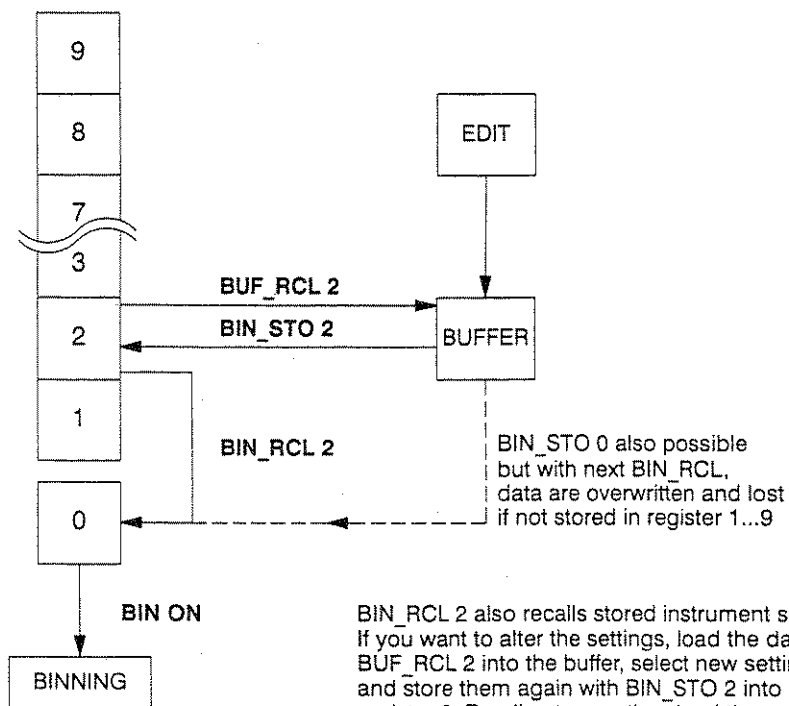 9
8
EDIT
7
3
BUF_RCL 2
BIN_STO 2
2
BUFFER
1
BIN_RCL 2
BIN_STO 0 also possible
but with next BIN_RCL,
data are overwritten and lost
if not stored in register 1...9
0
BIN ON
BIN_RCL 2 also recalls stored instrument s
If you want to alter the settings, load the da
BUF_RCL 2 into the buffer, select new settin
and store them again with BIN_STO 2 into
BINNING